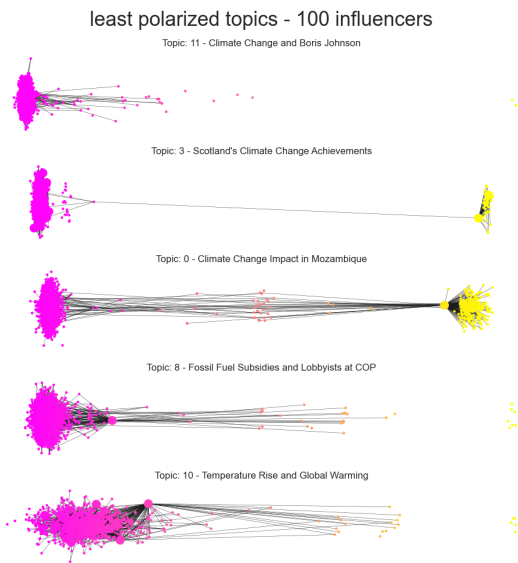 least polarized topics - 100 influencers
Topic: 11 - Climate Change and Boris Johnson
Topic: 3 - Scotland's Climate Change Achievements
Topic: 0 - Climate Change Impact in Mozambique
Topic: 8 - Fossil Fuel Subsidies and Lobbyists at COP
Topic: 10 - Temperature Rise and Global Warming